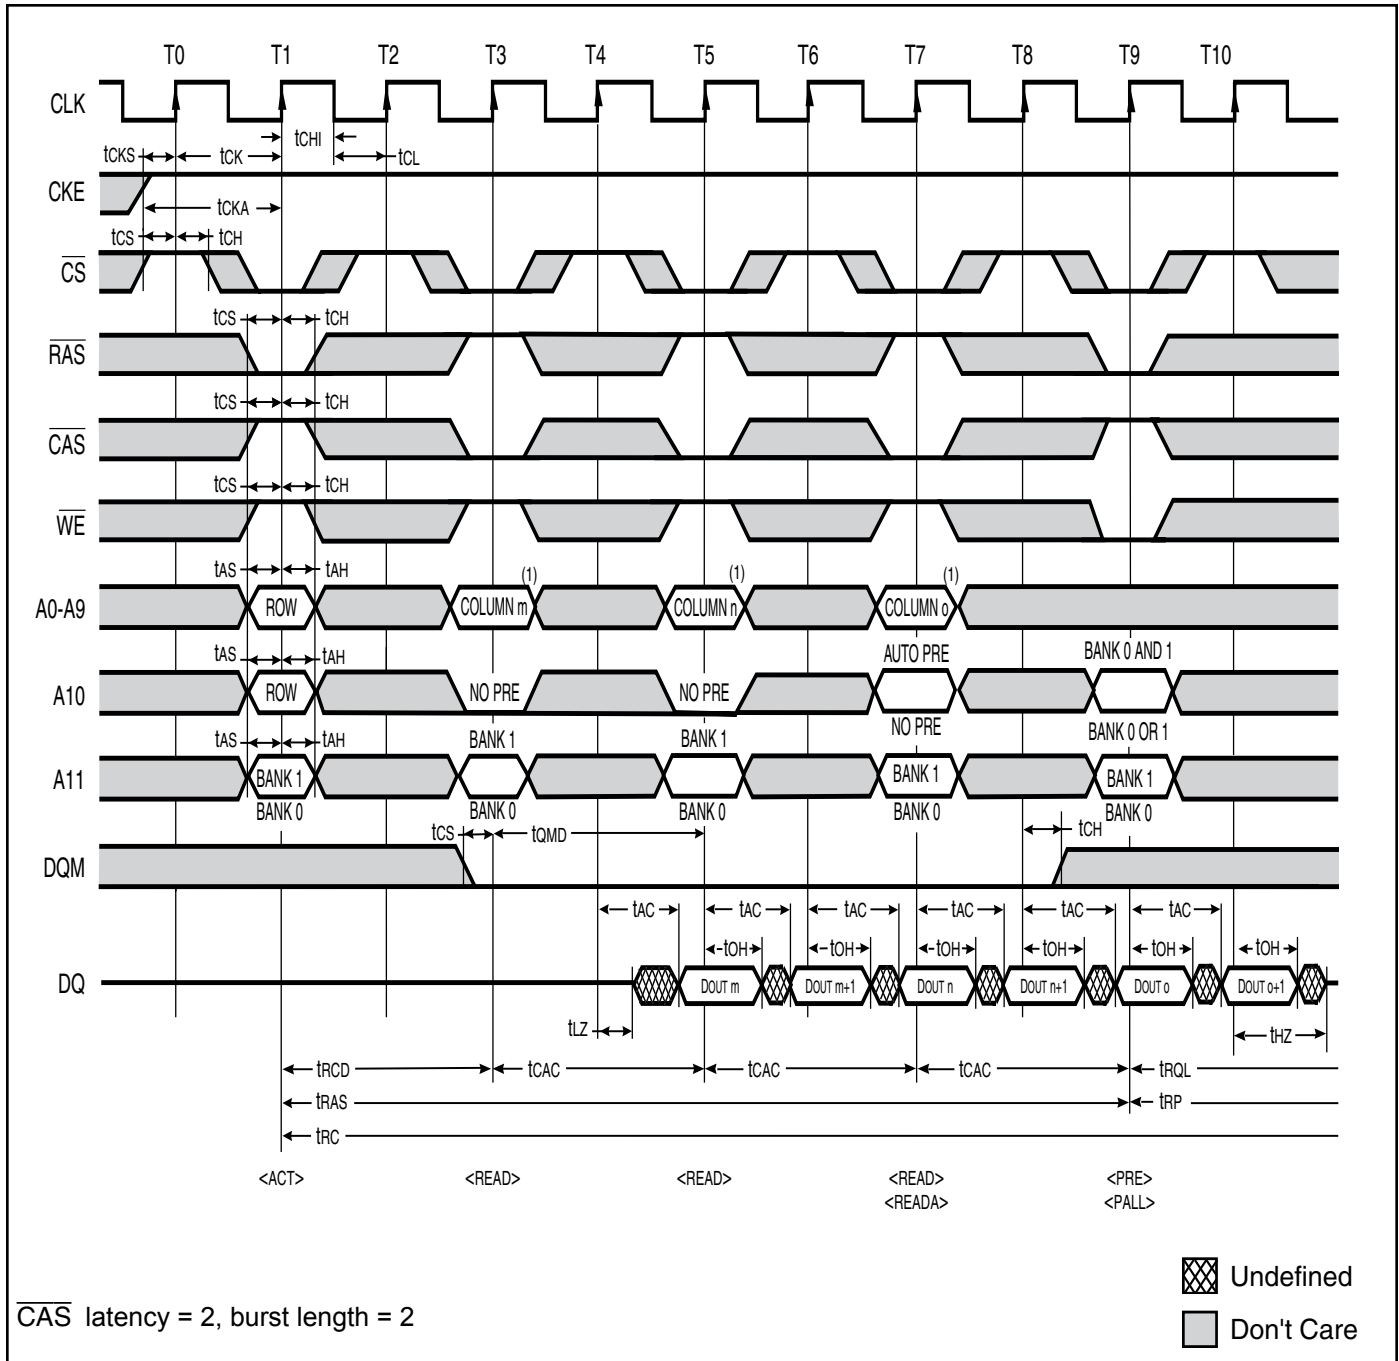 T0 T1 T2 T3 T4 T5 T6 T7 T8 T9 T10
CLK
tCHI
tCKS tCK tCL
CKE
tCKA
tCS tCH
CS
tCS tCH
RAS
tCS tCH
CAS
tCS tCH
WE
tAS tAH (1) (1) (1)
A0-A9 ROW COLUMN m COLUMN n COLUMN o
tAS tAH AUTO PRE BANK 0 AND 1
A10 ROW NO PRE NO PRE
NO PRE BANK 0 OR 1
tAS tAH BANK 1 BANK 1
A11 BANK 1 BANK 1 BANK 1
BANK 0 BANK 0 BANK 0 BANK 0 BANK 0
tCS tQMD tCH
DQM
tAC tAC tAC tAC tAC tAC
tOH tOH tOH tOH tOH tOH
DQ DOUT m DOUT m+1 DOUT n DOUT n+1 DOUT o DOUT o+1
tLZ tHZ
tRCD tCAC tCAC tCAC tRQL
tRAS tRP
tRC
<ACT> <READ> <READ> <READ> <PRE>
<READA> <PALL>
Undefined
CAS latency = 2, burst length = 2
Don't Care